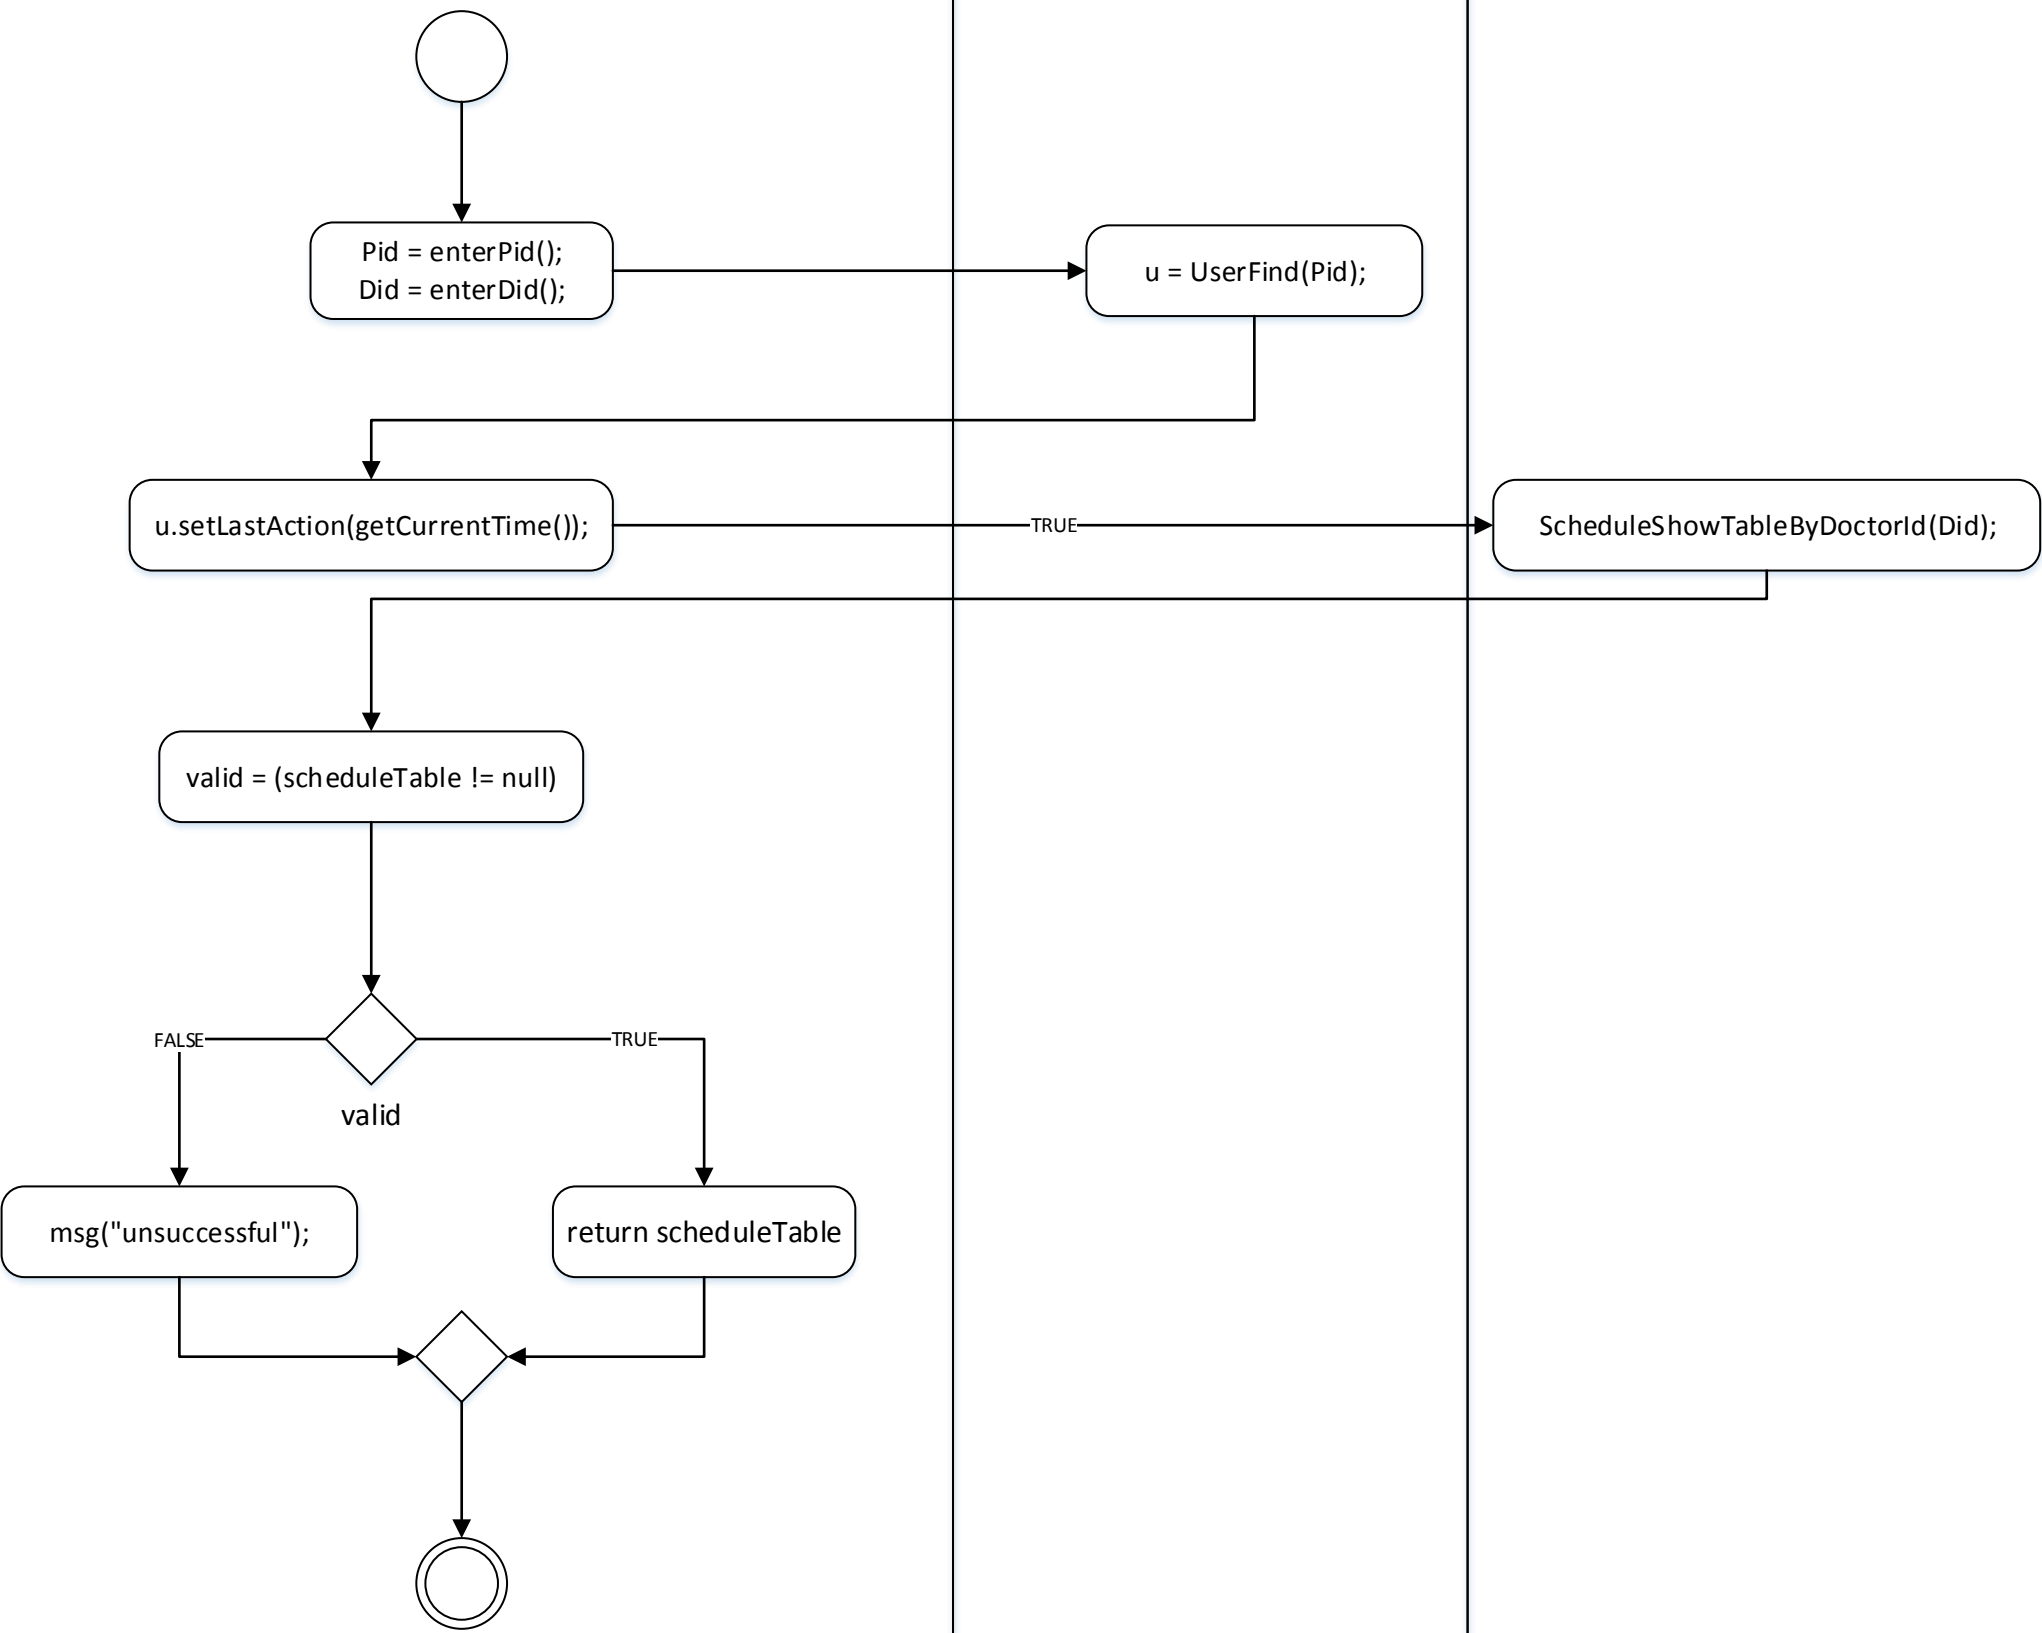 Pid = enterPid();
Did = enterDid();
u = UserFind(Pid);
u.setLastAction(getCurrentTime());
TRUE
ScheduleShowTableByDoctorId(Did);
valid = (scheduleTable != null)
FALSE
TRUE
valid
msg("unsuccessful");
return scheduleTable